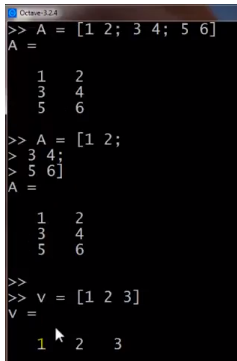 Octave-3.2.4
>> A = [1 2; 3 4; 5 6]
A =
1 2
3 4
5 6
>> A = [1 2;
> 3 4;
> 5 6]
A =
1 2
3 4
5 6
>>
>> v = [1 2 3]
v =
1 2 3